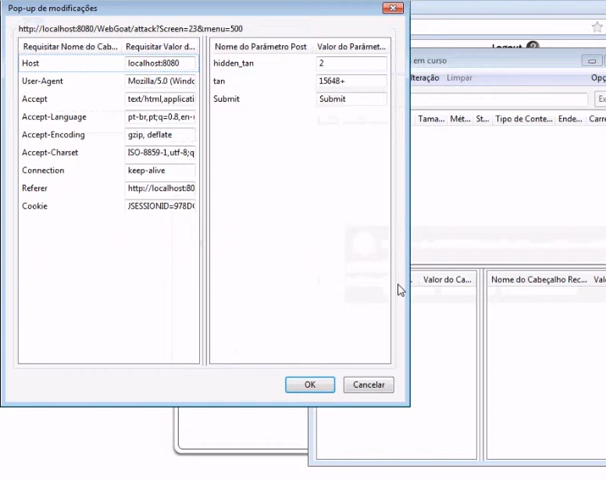 Pop-up de modificações
http://localhost:8080/WebGoat/attack?Screen=23&menu=500
Requisitar Nome do Cab... Requisitar Valor d...
Host localhost:8080
User-Agent Mozilla/5.0 (Windo
Accept text/html,applicati
Accept-Language pt-br,pt;q=0.8,en-
Accept-Encoding gzip, deflate
Accept-Charset ISO-8859-1,utf-8;q
Connection keep-alive
Referer http://localhost:80
Cookie JSESSIONID=978D
Nome do Parâmetro Post Valor do Parâmet...
hidden_tan 2
tan 15648+
Submit Submit
OK Cancelar
Logout ?
em curso
lteração Limpar Opç
Tama... Mét... St... Tipo de Conte... Ende... Carre
Valor do Ca... Nome do Cabeçalho Rec... Val